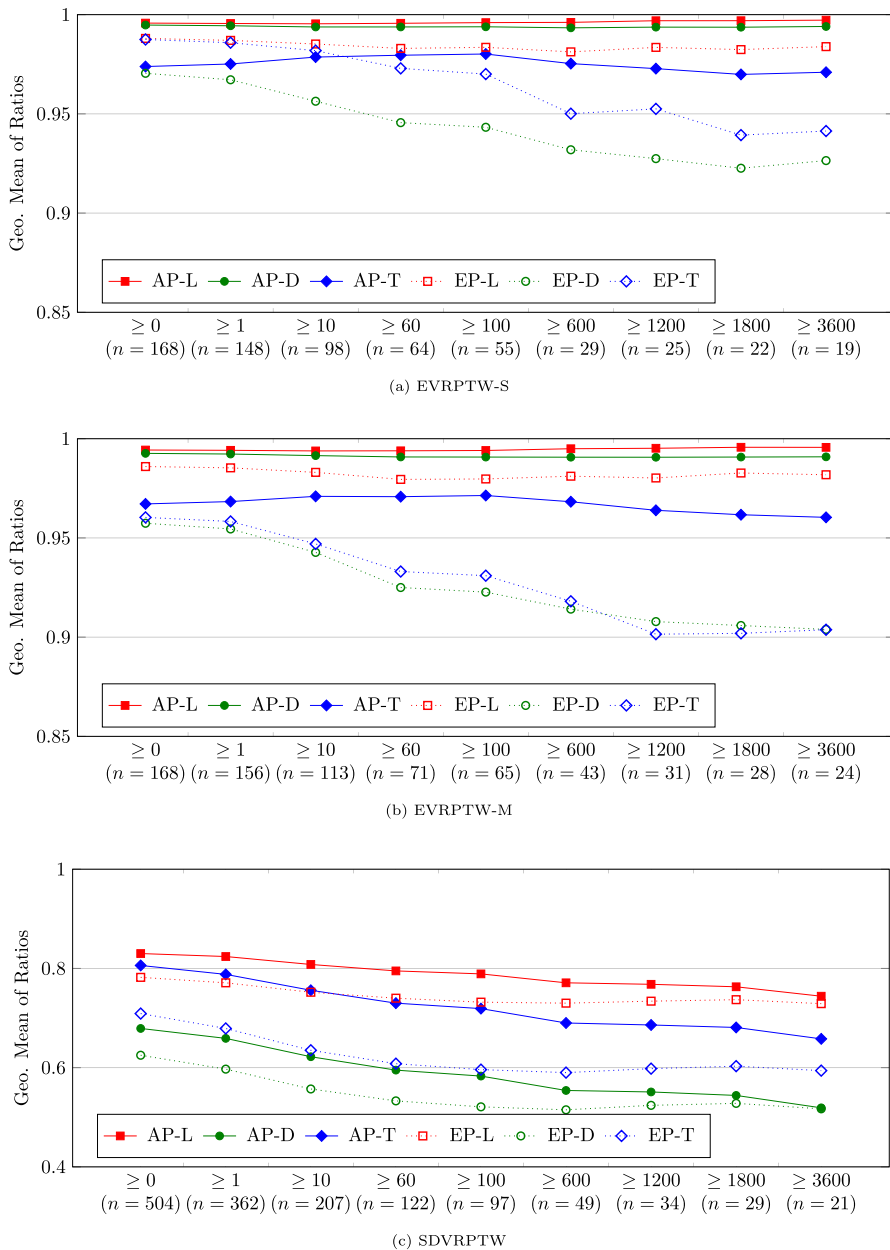 1
0.95
0.9
0.85
Geo. Mean of Ratios
AP-L AP-D AP-T EP-L EP-D EP-T
≥ 0 ≥ 1 ≥ 10 ≥ 60 ≥ 100 ≥ 600 ≥ 1200 ≥ 1800 ≥ 3600
(n = 168) (n = 148) (n = 98) (n = 64) (n = 55) (n = 29) (n = 25) (n = 22) (n = 19)
(a) EVRPTW-S
1
0.95
0.9
0.85
Geo. Mean of Ratios
AP-L AP-D AP-T EP-L EP-D EP-T
≥ 0 ≥ 1 ≥ 10 ≥ 60 ≥ 100 ≥ 600 ≥ 1200 ≥ 1800 ≥ 3600
(n = 168) (n = 156) (n = 113) (n = 71) (n = 65) (n = 43) (n = 31) (n = 28) (n = 24)
(b) EVRPTW-M
1
0.8
0.6
0.4
Geo. Mean of Ratios
AP-L AP-D AP-T EP-L EP-D EP-T
≥ 0 ≥ 1 ≥ 10 ≥ 60 ≥ 100 ≥ 600 ≥ 1200 ≥ 1800 ≥ 3600
(n = 504) (n = 362) (n = 207) (n = 122) (n = 97) (n = 49) (n = 34) (n = 29) (n = 21)
(c) SDVRPTW